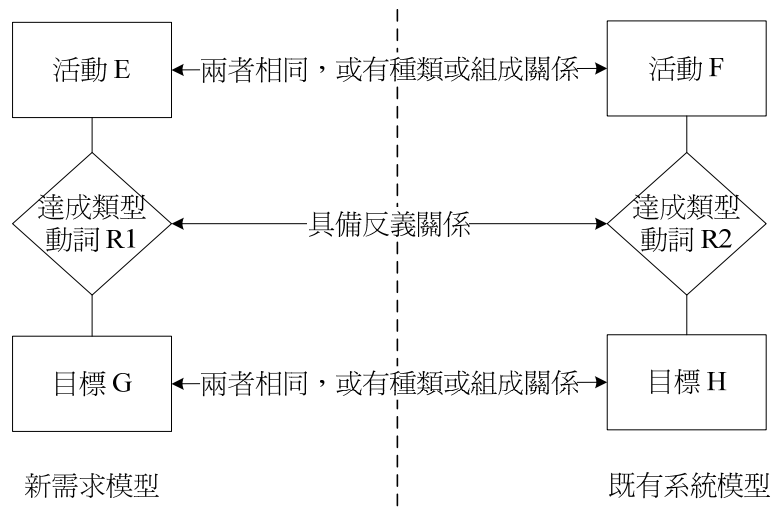 活動 E
兩者相同，或有種類或組成關係
活動 F
達成類型
動詞 R1
具備反義關係
達成類型
動詞 R2
目標 G
兩者相同，或有種類或組成關係
目標 H
新需求模型
既有系統模型